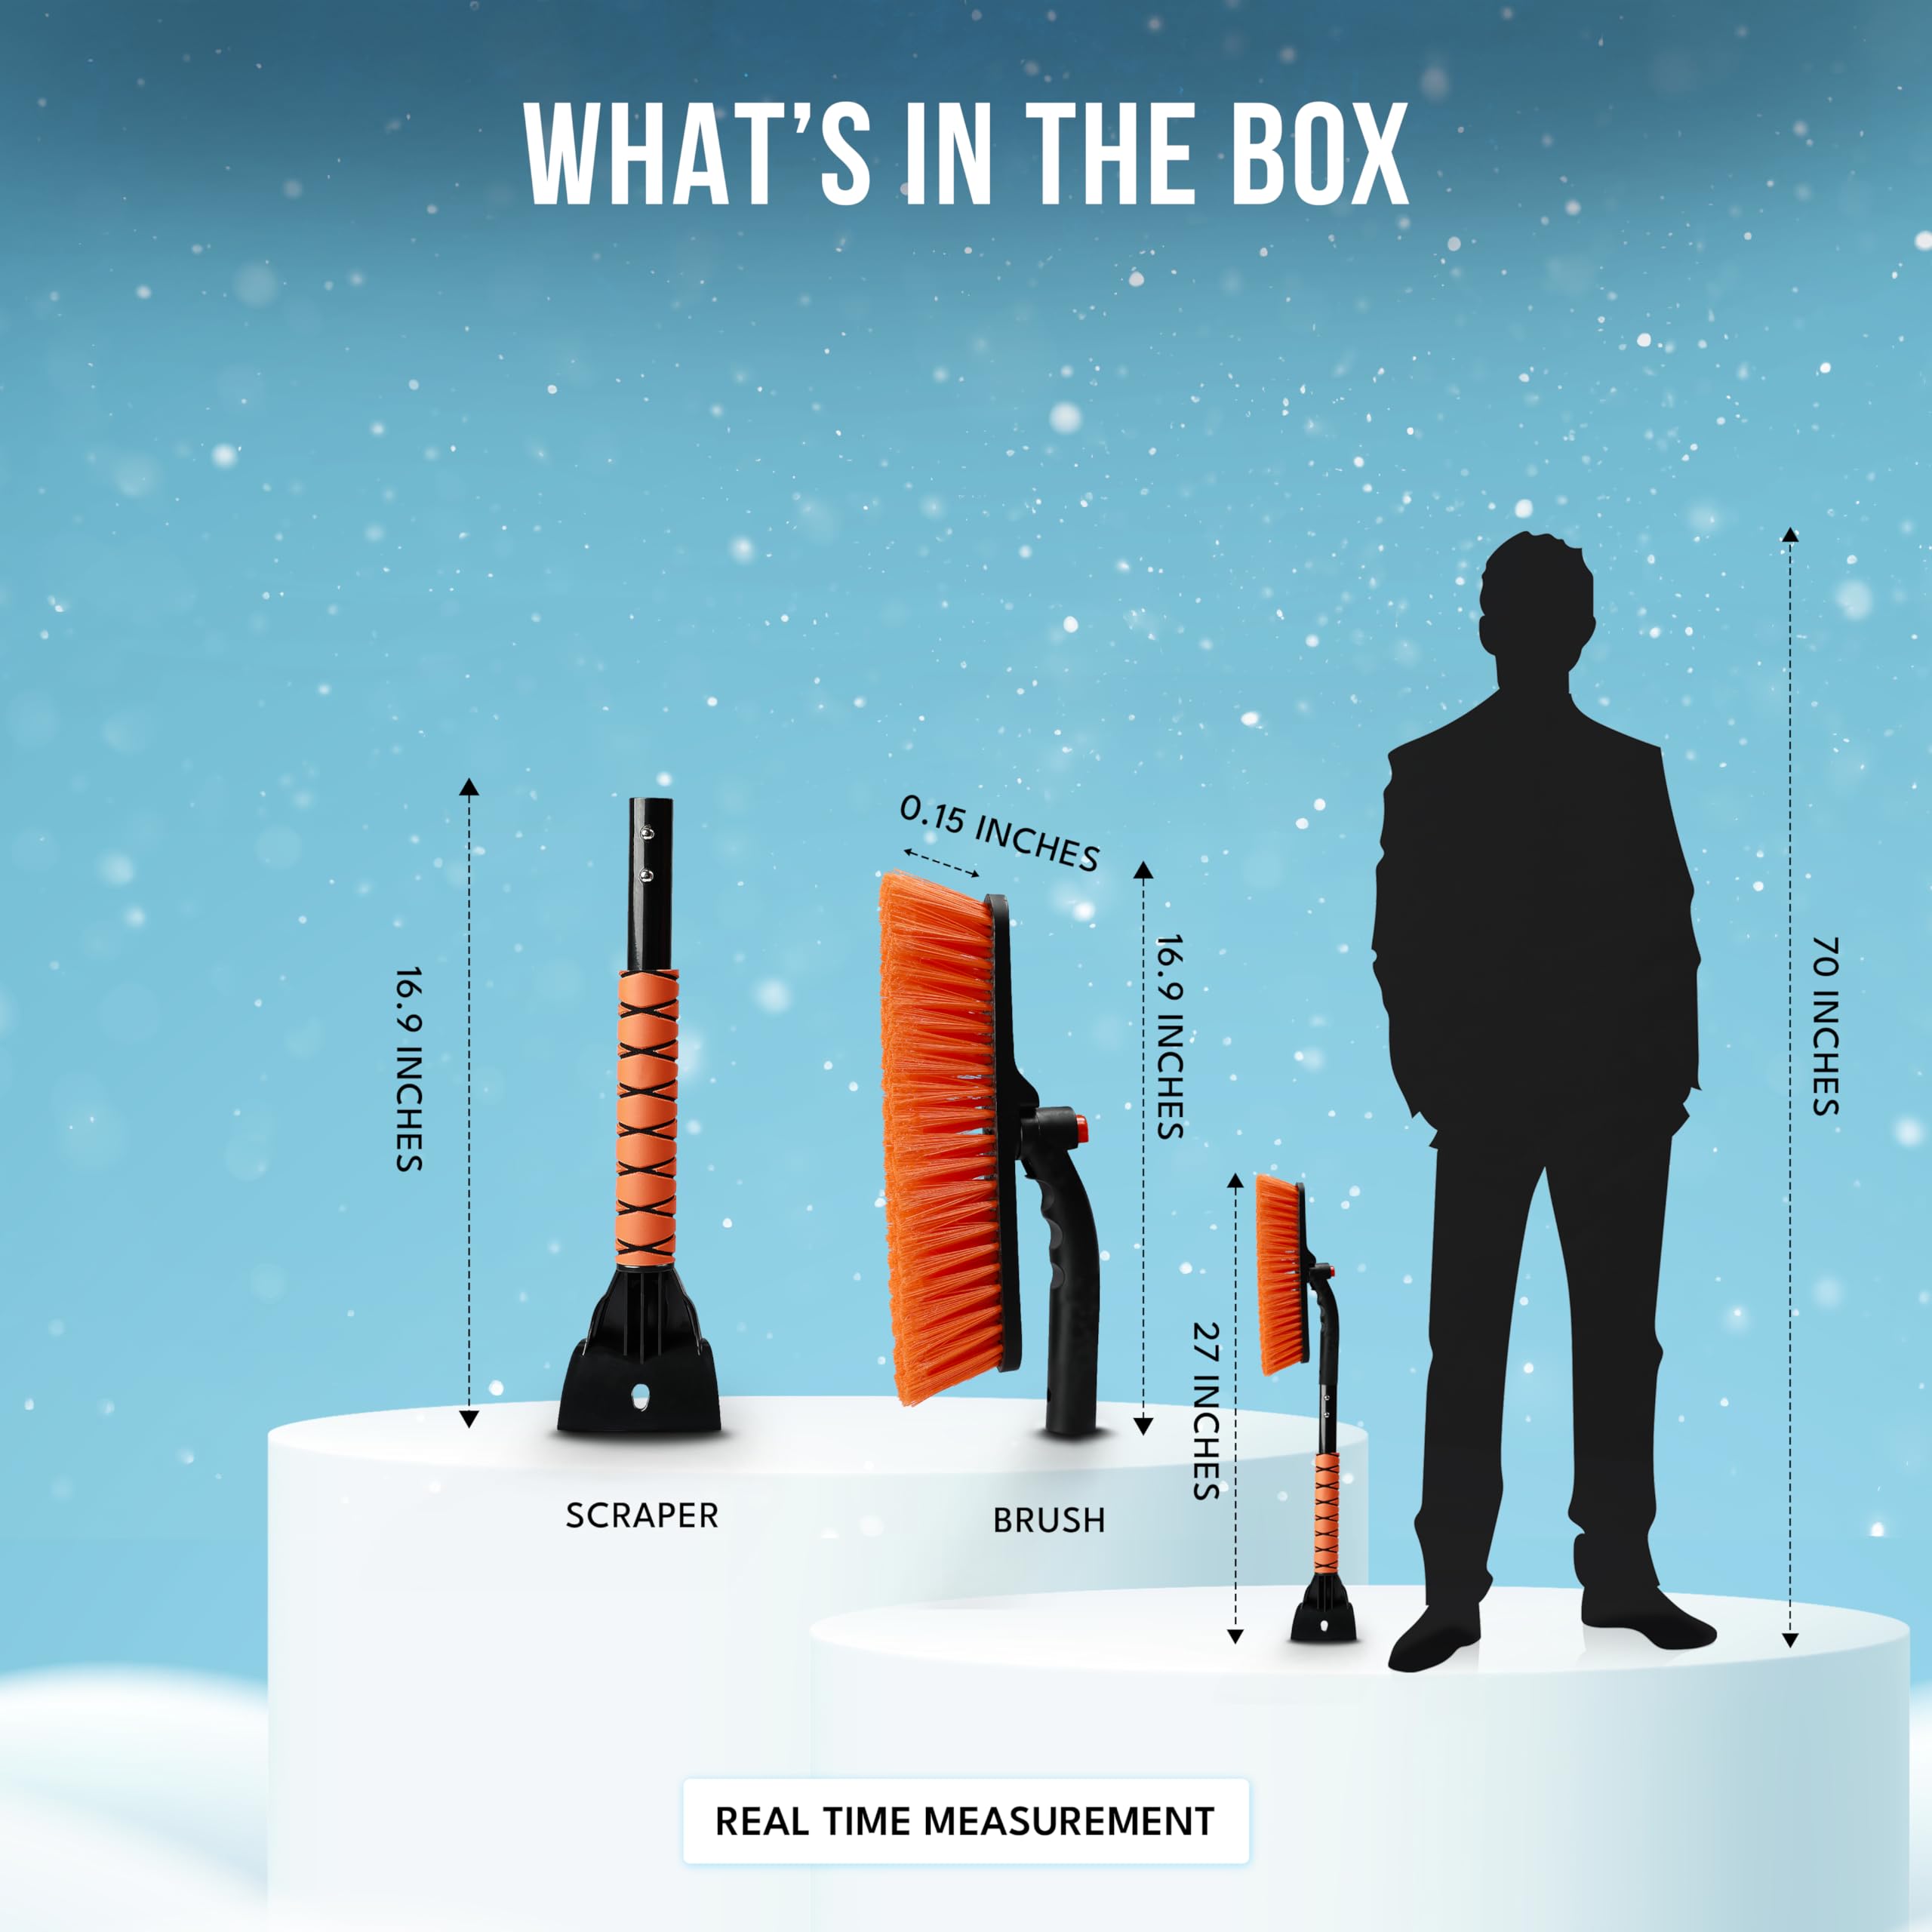 WHAT'S IN THE BOX
0.15 INCHES
16.9 INCHES
16.9 INCHES
70 INCHES
27 INCHES
SCRAPER
BRUSH
REAL TIME MEASUREMENT